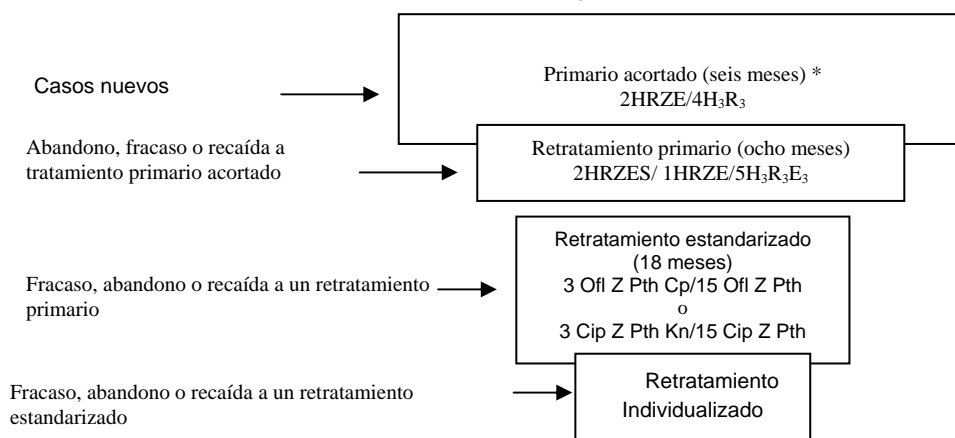 Casos nuevos
Primario acortado (seis meses) *
2HRZE/4H₃R₃
Abandono, fracaso o recaída a
tratamiento primario acortado
Retratamiento primario (ocho meses)
2HRZES/ 1HRZE/5H₃R₃E₃
Fracaso, abandono o recaída a un retratamiento
primario
Retratamiento estandarizado
(18 meses)
3 Ofl Z Pth Cp/15 Ofl Z Pth
o
3 Cip Z Pth Kn/15 Cip Z Pth
Fracaso, abandono o recaída a un retratamiento
estandarizado
Retratamiento
Individualizado